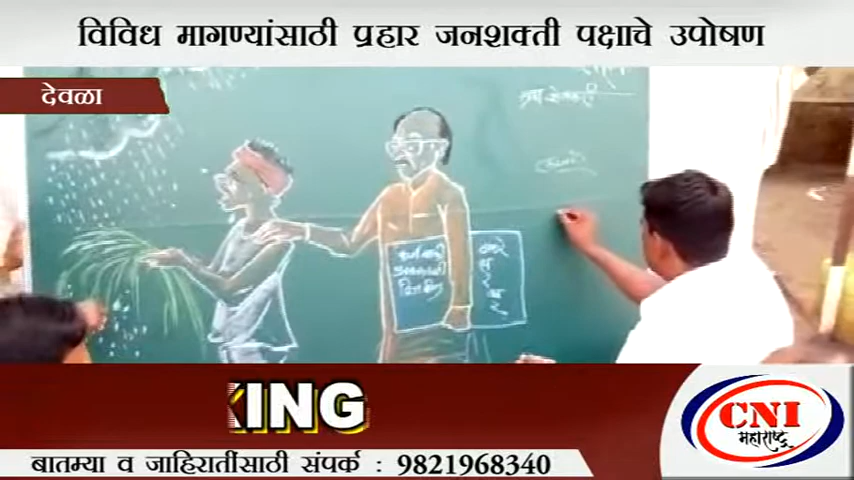 विविध मागण्यांसाठी प्रहार जनशक्ती पक्षाचे उपोषण
देवळा
KING
CNI
महाराष्ट्र
बातम्या व जाहिरातींसाठी संपर्क : 9821968340